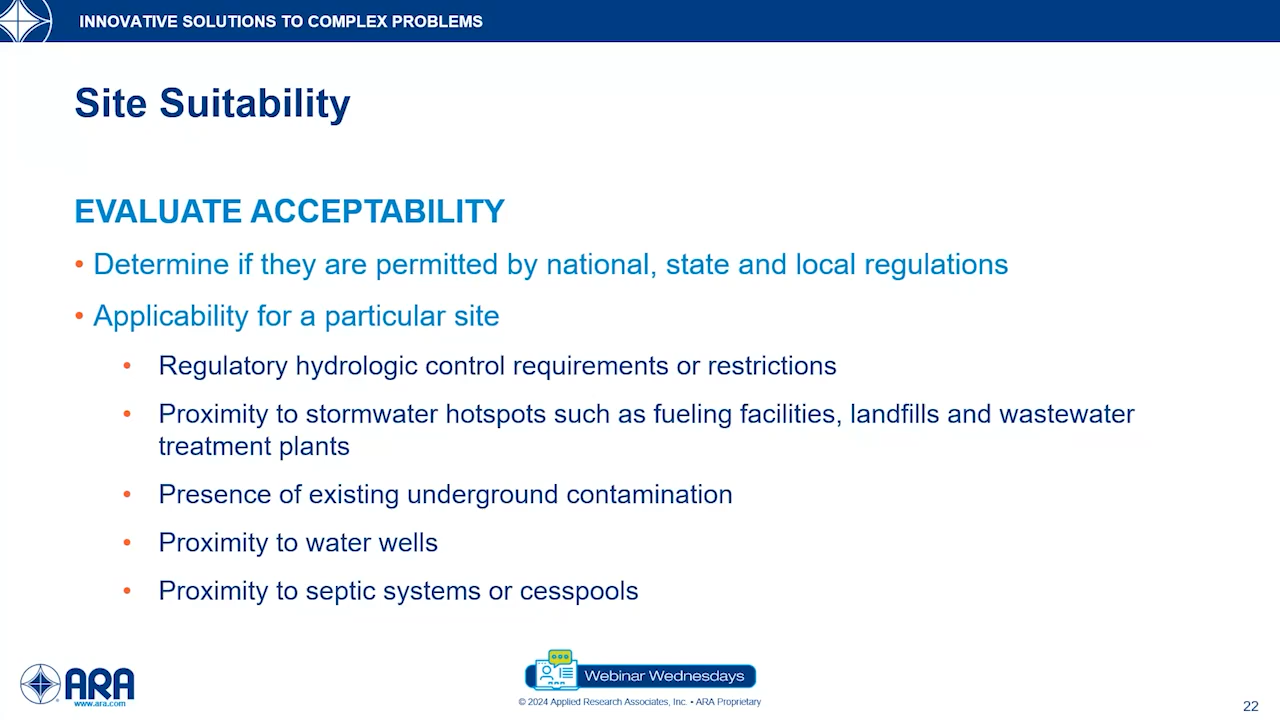 INNOVATIVE SOLUTIONS TO COMPLEX PROBLEMS
Site Suitability
EVALUATE ACCEPTABILITY
• Determine if they are permitted by national, state and local regulations
• Applicability for a particular site
• Regulatory hydrologic control requirements or restrictions
• Proximity to stormwater hotspots such as fueling facilities, landfills and wastewater
treatment plants
• Presence of existing underground contamination
• Proximity to water wells
• Proximity to septic systems or cesspools
ARA
www.ara.com
Webinar Wednesdays
© 2024 Applied Research Associates, Inc. • ARA Proprietary
22